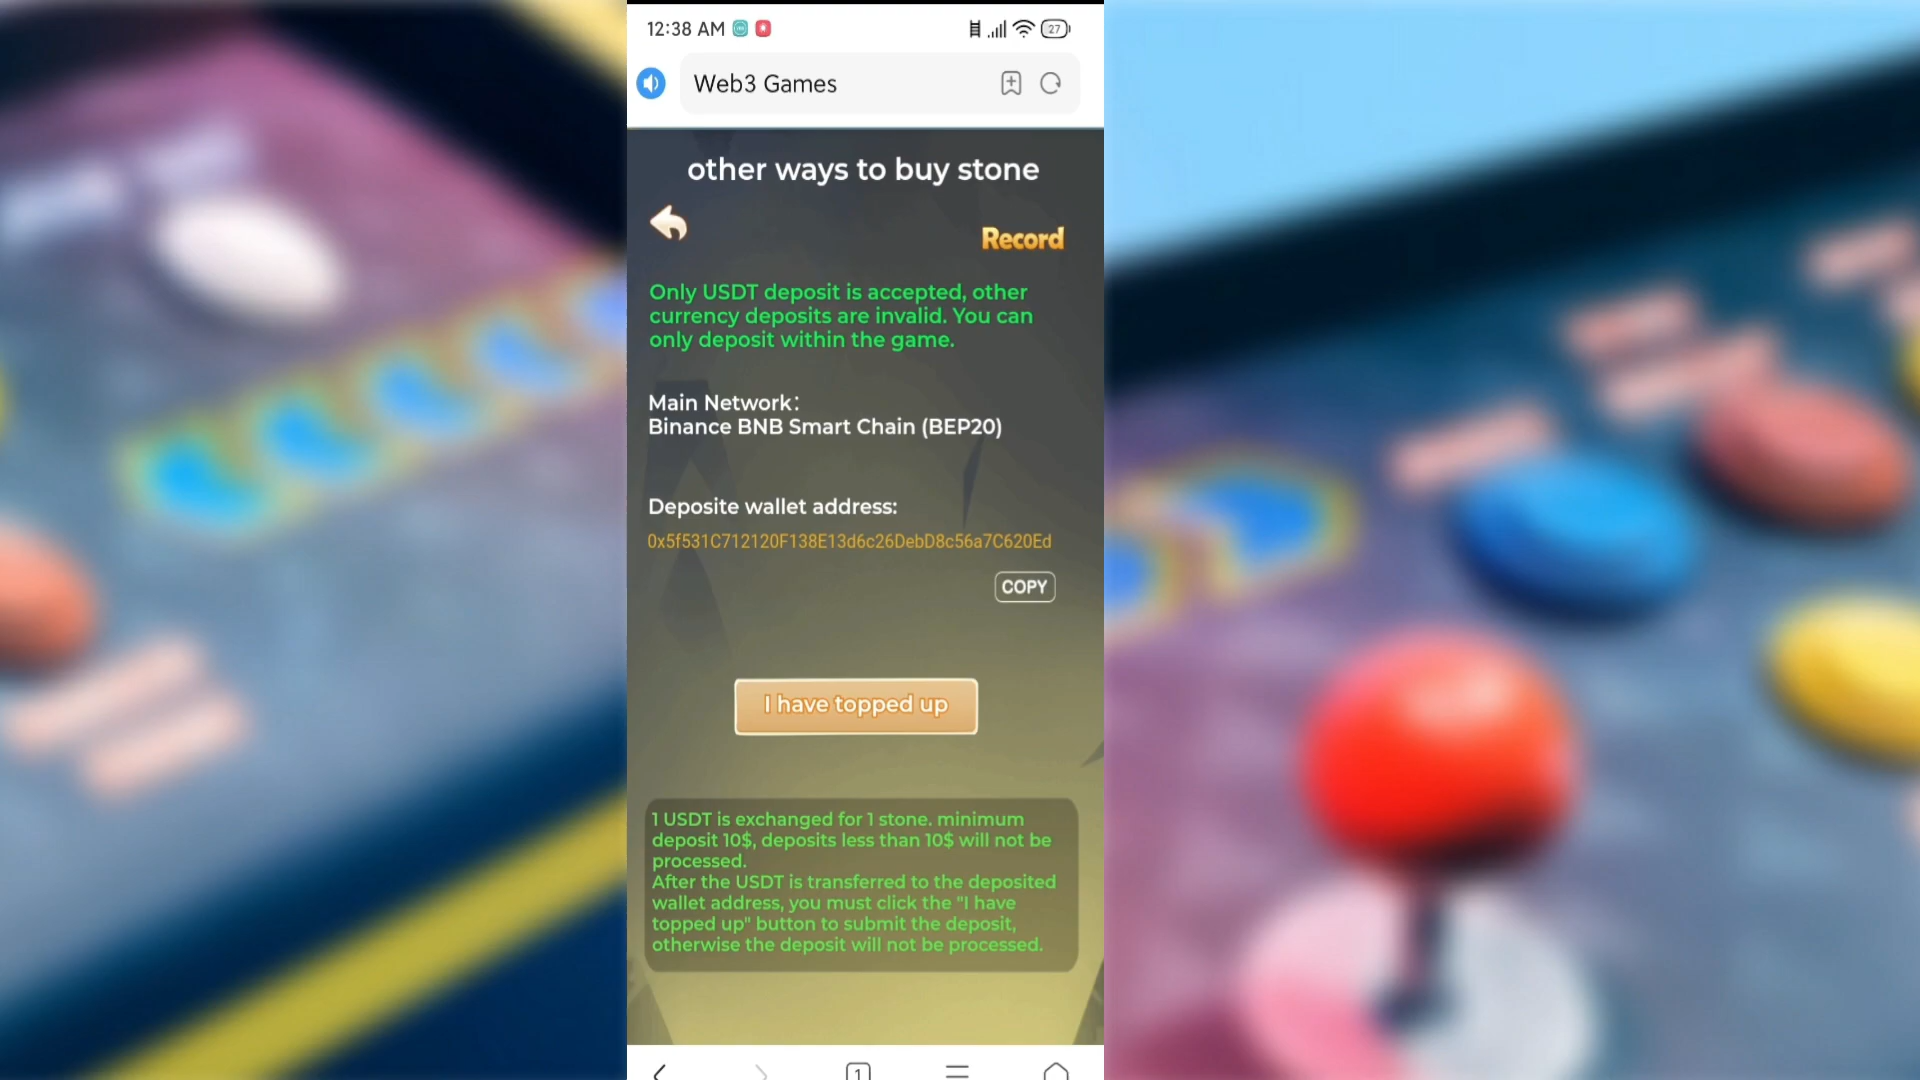 12:38 AM
27
Web3 Games
other ways to buy stone
Record
Only USDT deposit is accepted, other
currency deposits are invalid. You can
only deposit within the game.
Main Network:
Binance BNB Smart Chain (BEP20)
Deposite wallet address:
0x5f531C712120F138E13d6c26DebD8c56a7C620Ed
COPY
I have topped up
1 USDT is exchanged for 1 stone. minimum
deposit 10$, deposits less than 10$ will not be
processed.
After the USDT is transferred to the deposited
wallet address, you must click the "I have
topped up" button to submit the deposit,
otherwise the deposit will not be processed.
1